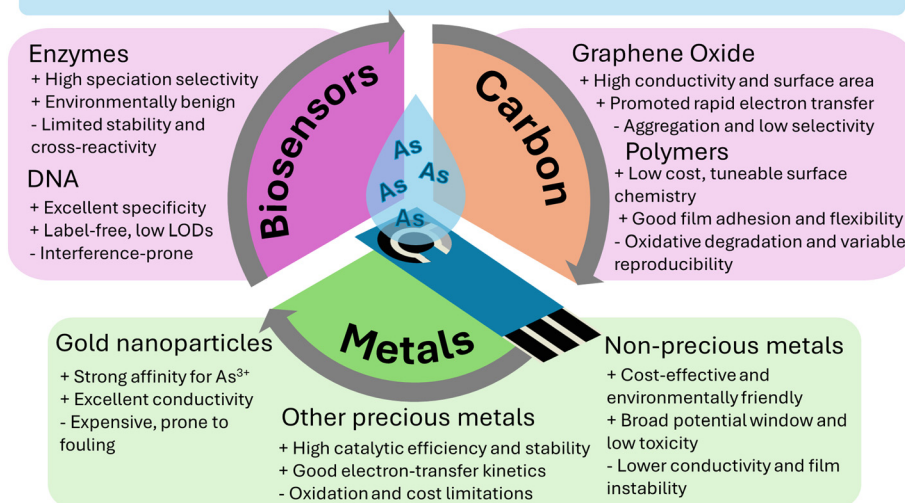 Enzymes
+ High speciation selectivity
+ Environmentally benign
- Limited stability and
cross-reactivity
DNA
+ Excellent specificity
+ Label-free, low LODs
- Interference-prone
Biosensors
Carbon
As
As
As
As
Metals
Graphene Oxide
+ High conductivity and surface area
+ Promoted rapid electron transfer
- Aggregation and low selectivity
Polymers
+ Low cost, tuneable surface
chemistry
+ Good film adhesion and flexibility
- Oxidative degradation and variable
reproducibility
Gold nanoparticles
+ Strong affinity for As³⁺
+ Excellent conductivity
- Expensive, prone to
fouling
Other precious metals
+ High catalytic efficiency and stability
+ Good electron-transfer kinetics
- Oxidation and cost limitations
Non-precious metals
+ Cost-effective and
environmentally friendly
+ Broad potential window and
low toxicity
- Lower conductivity and film
instability